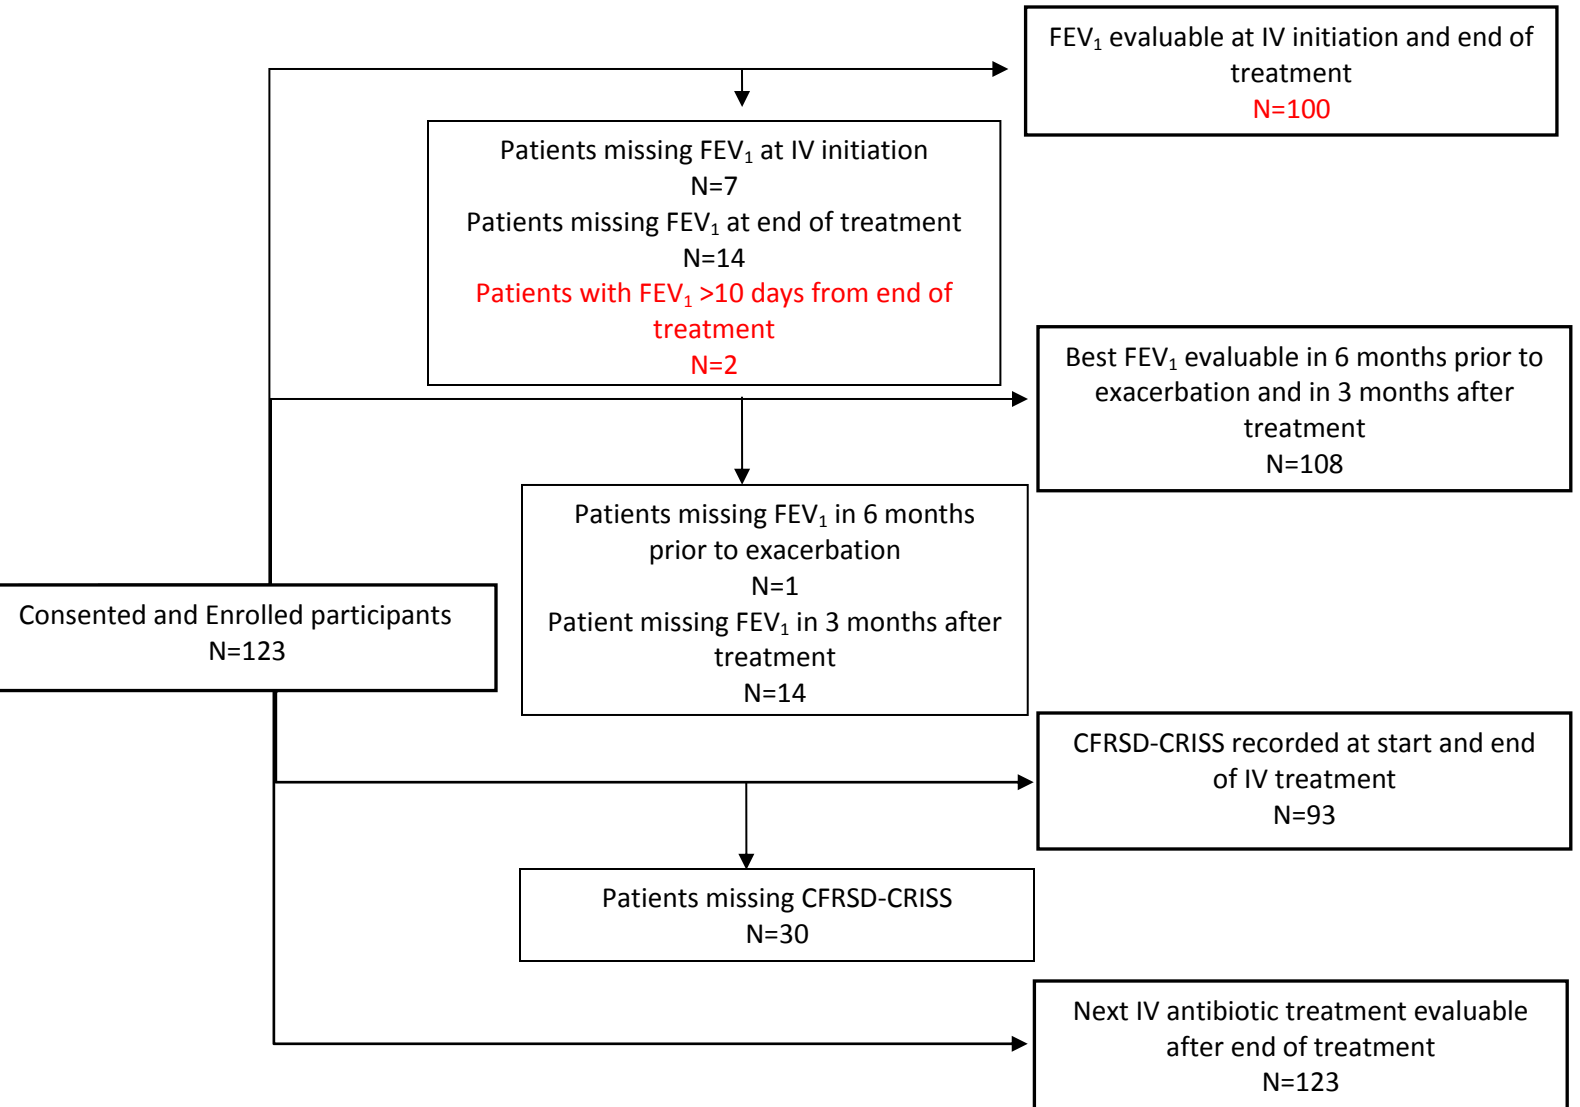 FEV₁ evaluable at IV initiation and end of
treatment
N=100
Patients missing FEV₁ at IV initiation
N=7
Patients missing FEV₁ at end of treatment
N=14
Patients with FEV₁ >10 days from end of
treatment
N=2
Best FEV₁ evaluable in 6 months prior to
exacerbation and in 3 months after
treatment
N=108
Patients missing FEV₁ in 6 months
prior to exacerbation
N=1
Patient missing FEV₁ in 3 months after
treatment
N=14
Consented and Enrolled participants
N=123
CFRSD-CRISS recorded at start and end
of IV treatment
N=93
Patients missing CFRSD-CRISS
N=30
Next IV antibiotic treatment evaluable
after end of treatment
N=123